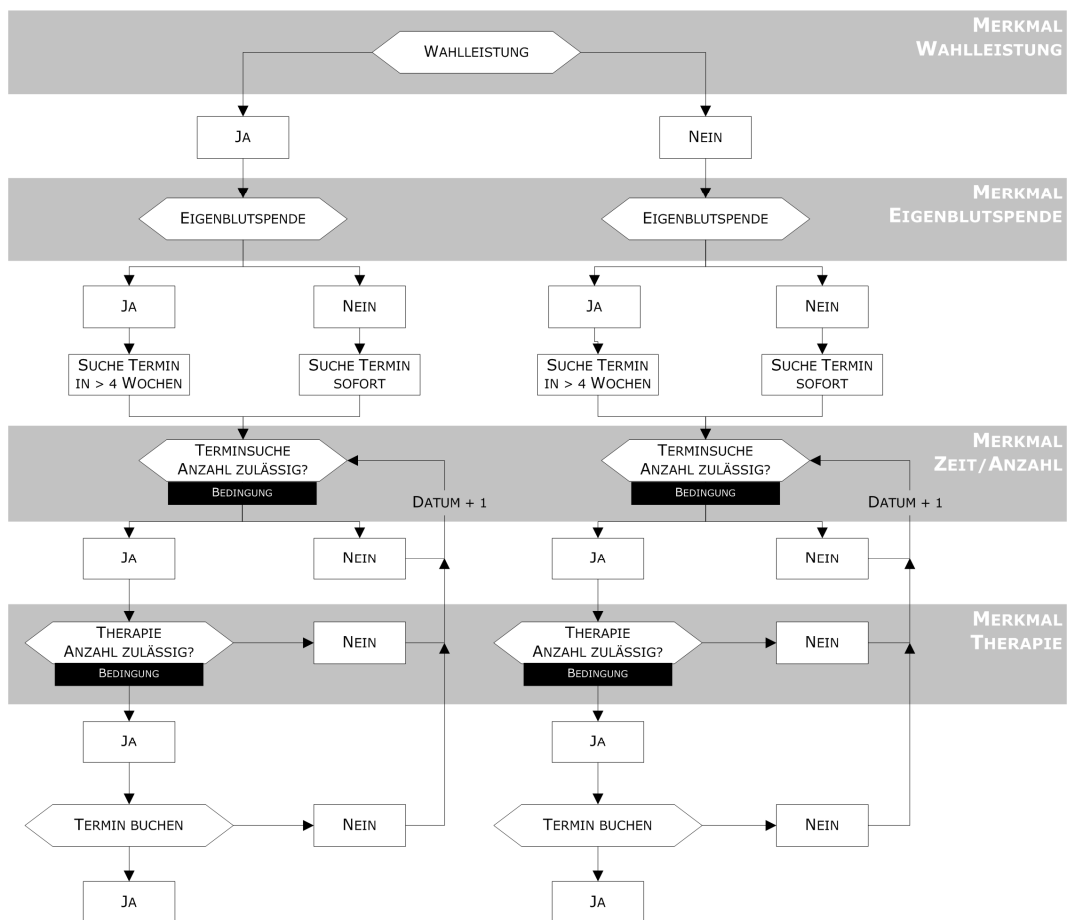 MERKMAL
WAHLLEISTUNG
WAHLLEISTUNG
JA
NEIN
MERKMAL
EIGENBLUTSPENDE
EIGENBLUTSPENDE
EIGENBLUTSPENDE
JA
NEIN
JA
NEIN
SUCHE TERMIN
IN > 4 WOCHEN
SUCHE TERMIN
SOFORT
SUCHE TERMIN
IN > 4 WOCHEN
SUCHE TERMIN
SOFORT
MERKMAL
ZEIT/ANZAHL
TERMINSUCHE
ANZAHL ZULÄSSIG?
BEDINGUNG
DATUM + 1
TERMINSUCHE
ANZAHL ZULÄSSIG?
BEDINGUNG
DATUM + 1
JA
NEIN
JA
NEIN
MERKMAL
THERAPIE
THERAPIE
ANZAHL ZULÄSSIG?
BEDINGUNG
NEIN
THERAPIE
ANZAHL ZULÄSSIG?
BEDINGUNG
NEIN
JA
JA
TERMIN BUCHEN
NEIN
TERMIN BUCHEN
NEIN
JA
JA